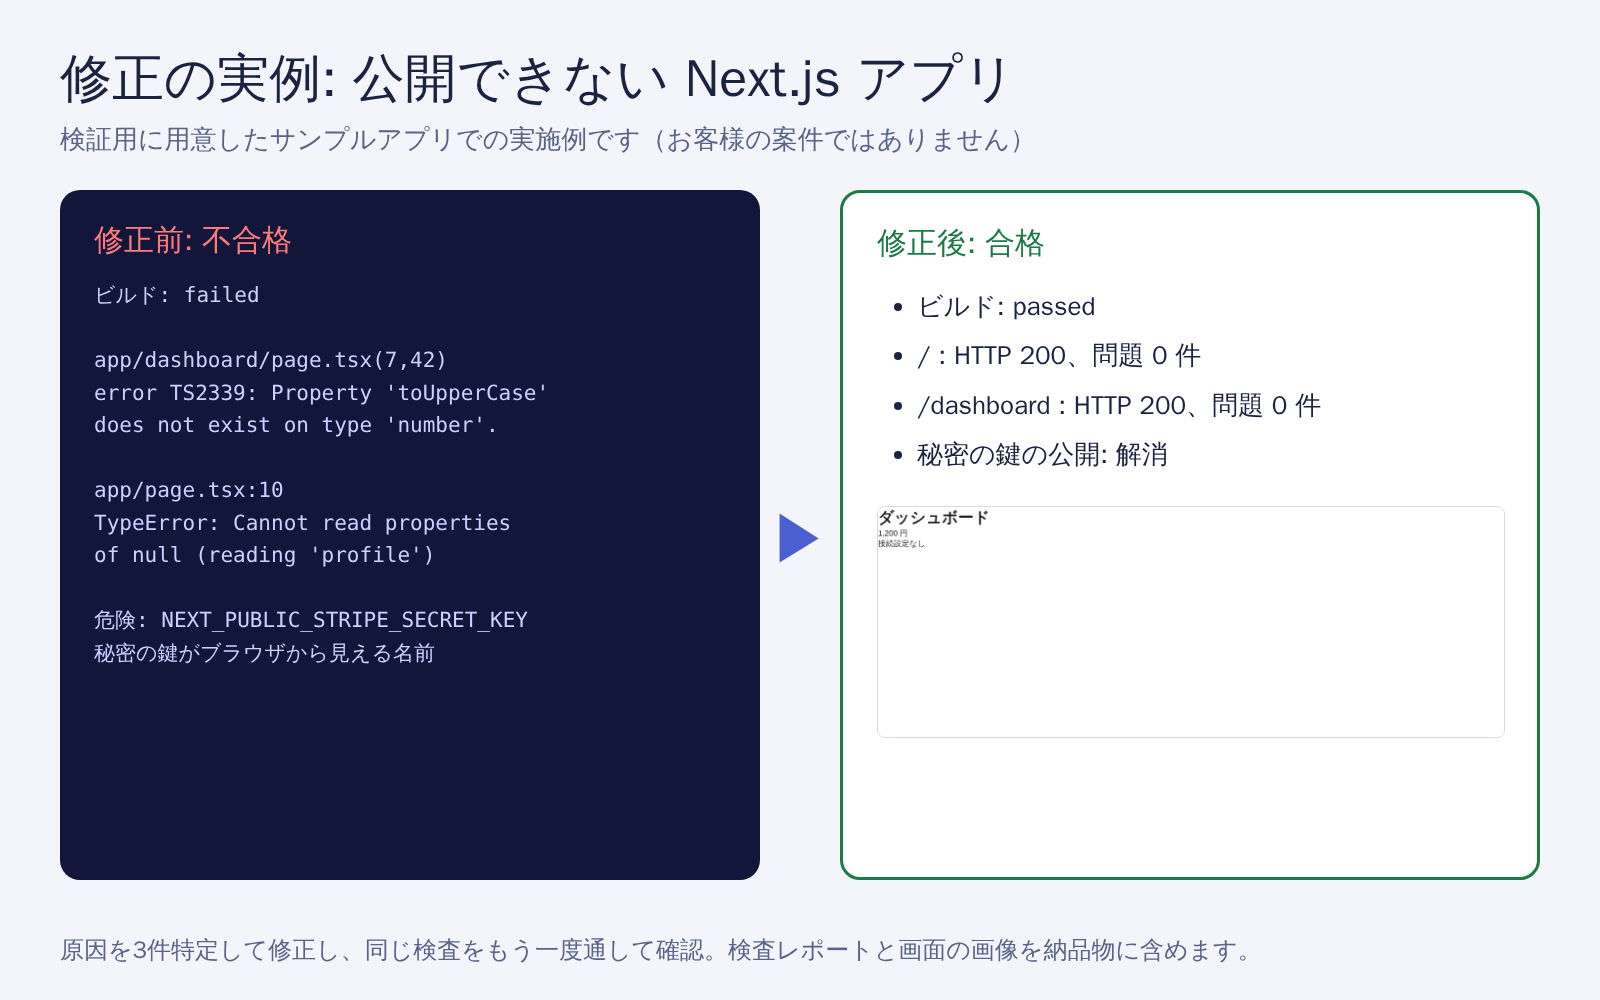 修正の実例: 公開できない Next.js アプリ
検証用に用意したサンプルアプリでの実施例です（お客様の案件ではありません）
修正前: 不合格
ビルド: failed
app/dashboard/page.tsx(7,42)
error TS2339: Property 'toUpperCase'
does not exist on type 'number'.
app/page.tsx:10
TypeError: Cannot read properties
of null (reading 'profile')
危険: NEXT_PUBLIC_STRIPE_SECRET_KEY
秘密の鍵がブラウザから見える名前
修正後: 合格
• ビルド: passed
• / : HTTP 200、問題 0 件
• /dashboard : HTTP 200、問題 0 件
• 秘密の鍵の公開: 解消
ダッシュボード
1,200 円
接続設定なし
原因を3件特定して修正し、同じ検査をもう一度通して確認。検査レポートと画面の画像を納品物に含めます。